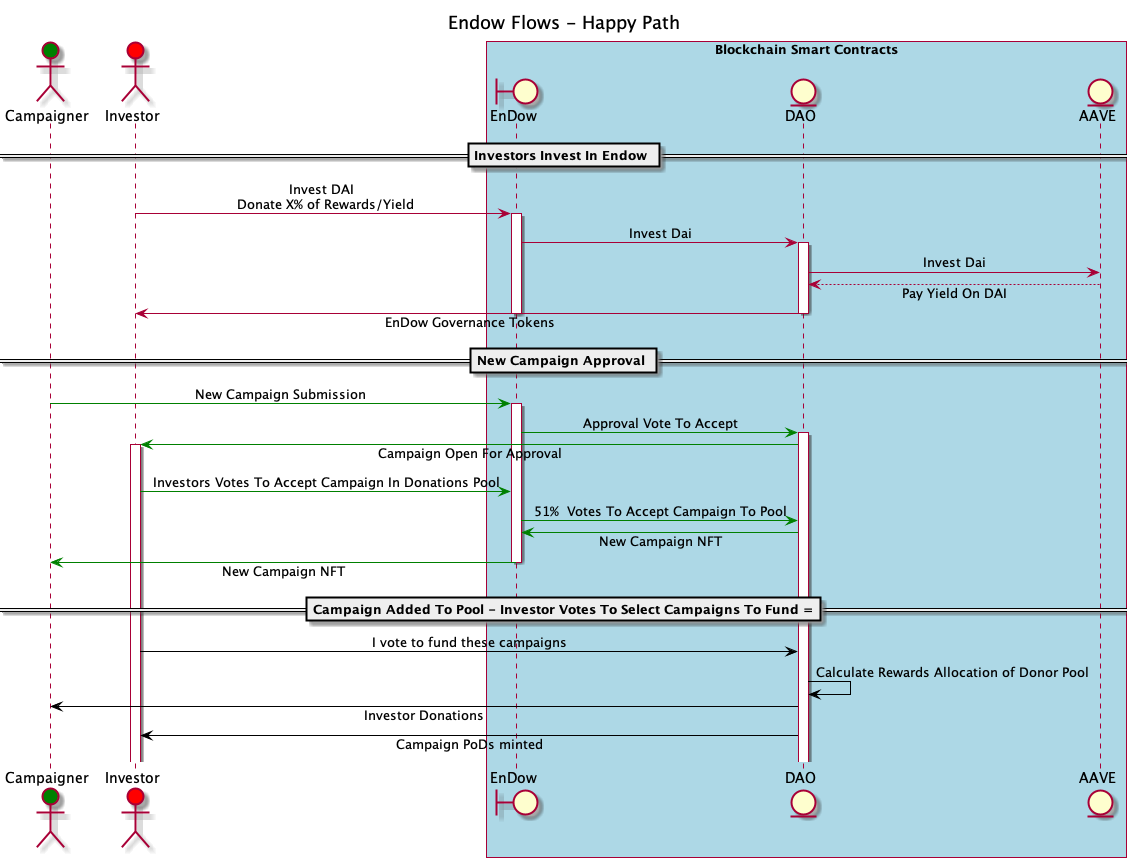 Endow Flows - Happy Path
Blockchain Smart Contracts
Campaigner
Investor
EnDow
DAO
AAVE
Investors Invest In Endow
Invest DAI
Donate X% of Rewards/Yield
Invest Dai
Invest Dai
Pay Yield On DAI
EnDow Governance Tokens
New Campaign Approval
New Campaign Submission
Approval Vote To Accept
Campaign Open For Approval
Investors Votes To Accept Campaign In Donations Pool
51%  Votes To Accept Campaign To Pool
New Campaign NFT
New Campaign NFT
Campaign Added To Pool - Investor Votes To Select Campaigns To Fund =
I vote to fund these campaigns
Calculate Rewards Allocation of Donor Pool
Investor Donations
Campaign PoDs minted
Campaigner
Investor
EnDow
DAO
AAVE